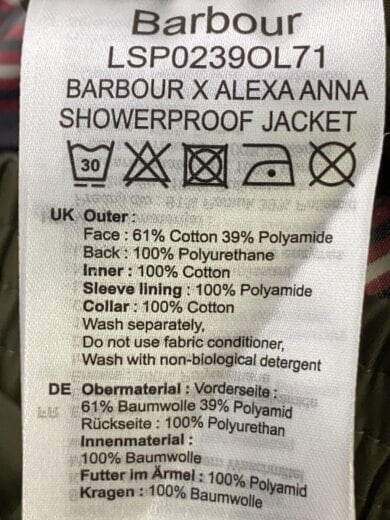 Barbour
LSP0239OL71
BARBOUR X ALEXA ANNA
SHOWERPROOF JACKET
30
UK Outer :
Face : 61% Cotton 39% Polyamide
Back : 100% Polyurethane
Inner : 100% Cotton
Sleeve lining : 100% Polyamide
Collar : 100% Cotton
Wash separately,
Do not use fabric conditioner,
Wash with non-biological detergent
DE Obermaterial : Vorderseite :
61% Baumwolle 39% Polyamid
Rückseite : 100% Polyurethan
Innenmaterial :
100% Baumwolle
Futter im Ärmel : 100% Polyamid
Kragen : 100% Baumwolle